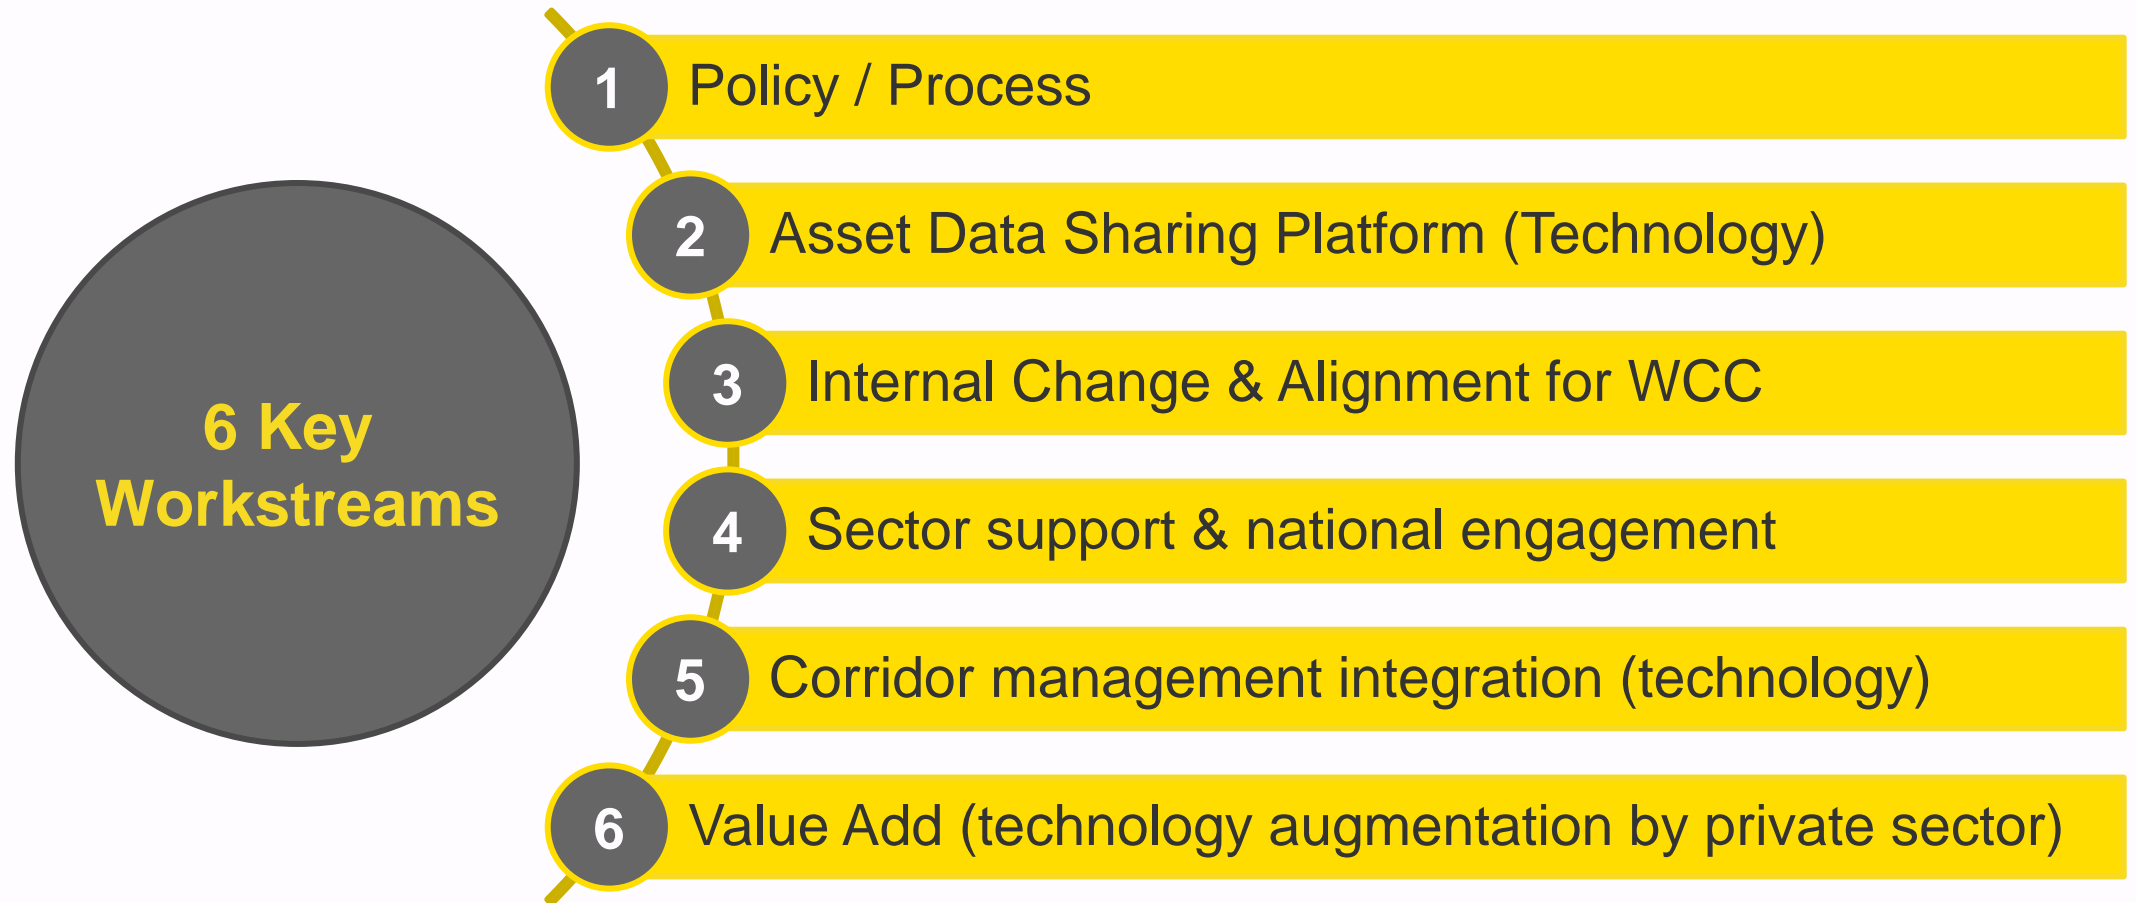 6 Key
Workstreams
1 Policy / Process
2 Asset Data Sharing Platform (Technology)
3 Internal Change & Alignment for WCC
4 Sector support & national engagement
5 Corridor management integration (technology)
6 Value Add (technology augmentation by private sector)